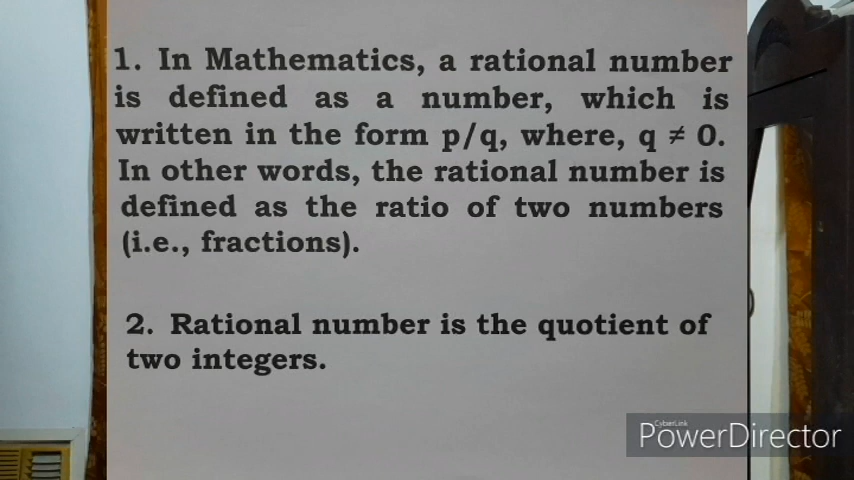 1. In Mathematics, a rational number
is defined as a number, which is
written in the form p/q, where, q ≠ 0.
In other words, the rational number is
defined as the ratio of two numbers
(i.e., fractions).
2. Rational number is the quotient of
two integers.
CyberLink
PowerDirector